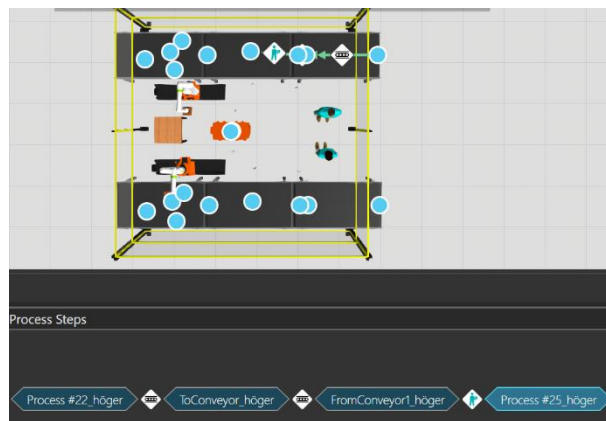 Process Steps
Process #22_höger
ToConveyor_höger
FromConveyor1_höger
Process #25_höger